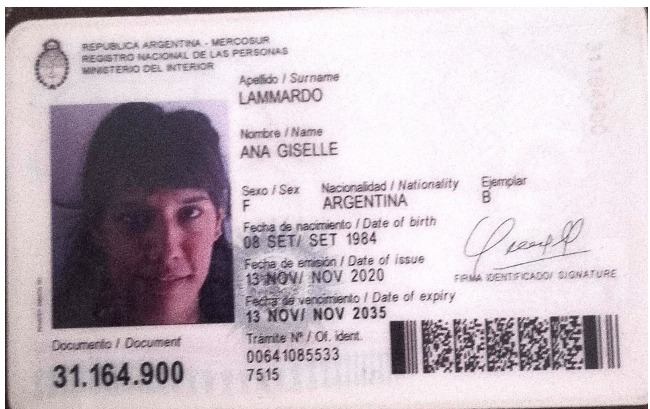 REPUBLICA ARGENTINA - MERCOSUR
REGISTRO NACIONAL DE LAS PERSONAS
MINISTERIO DEL INTERIOR
Apellido / Surname
LAMMARDO
Nombre / Name
ANA GISELLE
Sexo / Sex Nacionalidad / Nationality Ejemplar
F ARGENTINA B
Fecha de nacimiento / Date of birth
08 SET/ SET 1984
Fecha de emisión / Date of issue
13 NOV/ NOV 2020
FIRMA IDENTIFICADO/ SIGNATURE
Fecha de vencimiento / Date of expiry
13 NOV/ NOV 2035
Documento / Document
31.164.900
Trámite Nº / Of. ident.
00641085533
7515